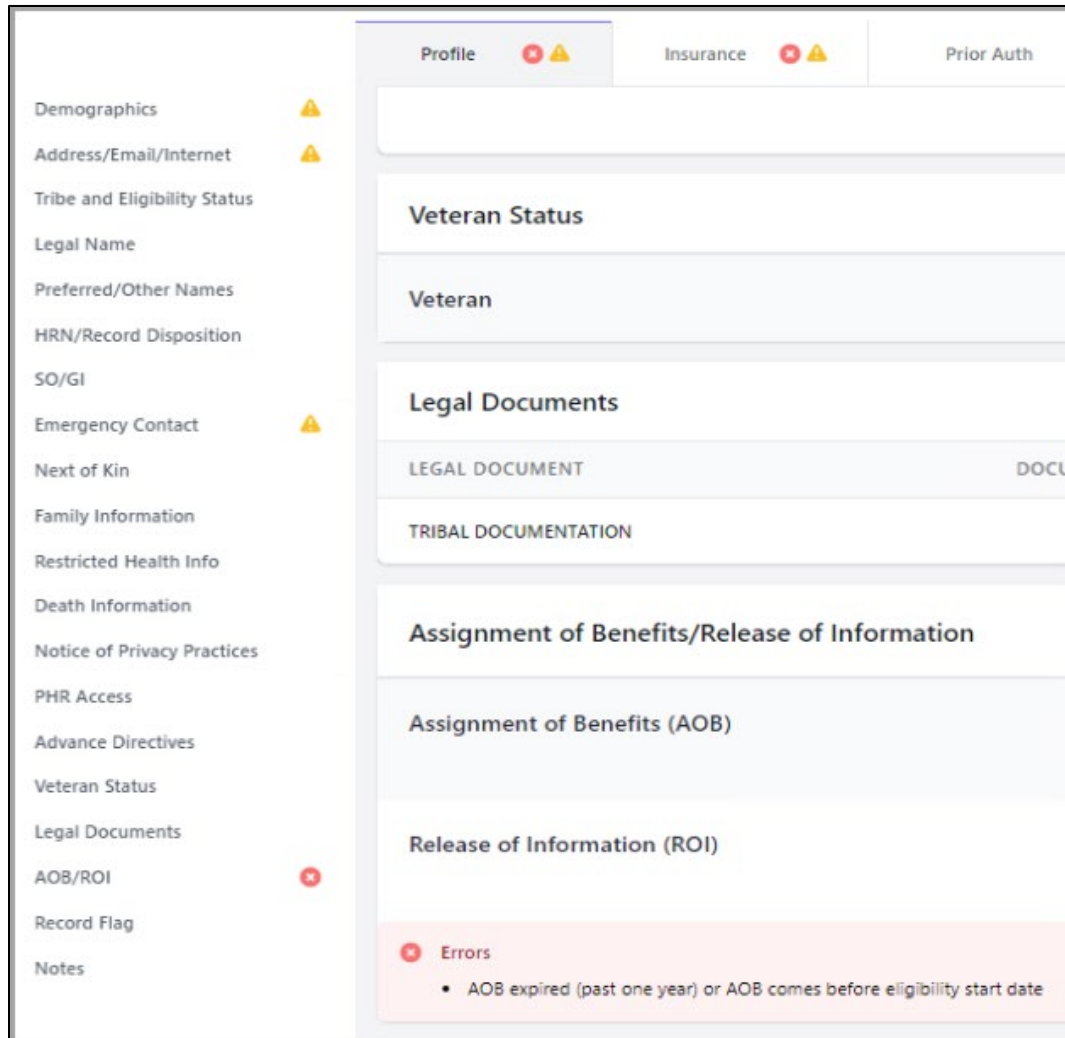 Profile
Insurance
Prior Auth
Demographics
Address/Email/Internet
Tribe and Eligibility Status
Legal Name
Preferred/Other Names
HRN/Record Disposition
SO/GI
Emergency Contact
Next of Kin
Family Information
Restricted Health Info
Death Information
Notice of Privacy Practices
PHR Access
Advance Directives
Veteran Status
Legal Documents
AOB/ROI
Record Flag
Notes
Veteran Status
Veteran
Legal Documents
LEGAL DOCUMENT DOCU
TRIBAL DOCUMENTATION
Assignment of Benefits/Release of Information
Assignment of Benefits (AOB)
Release of Information (ROI)
Errors
• AOB expired (past one year) or AOB comes before eligibility start date